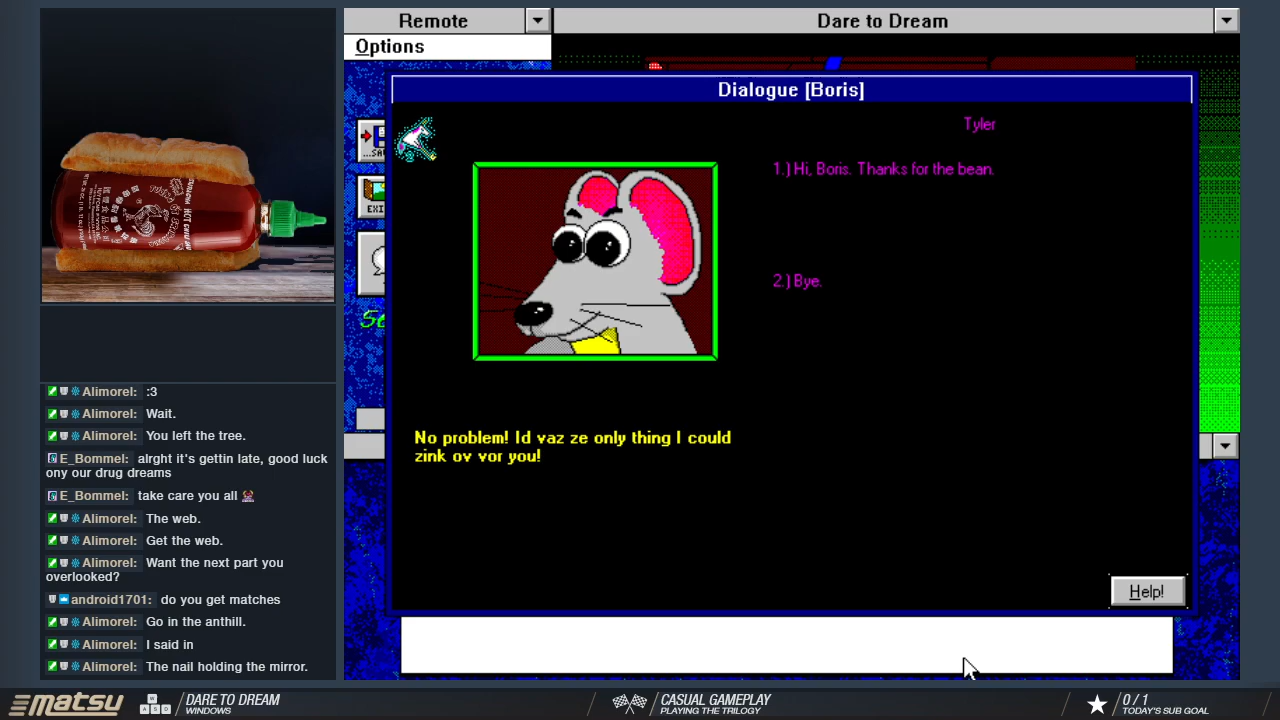 Remote
Dare to Dream
Options
Dialogue [Boris]
Tyler
1.) Hi, Boris. Thanks for the bean.
2.) Bye.
No problem! Id vaz ze only thing I could
zink ov vor you!
Help!
Alimorel: :3
Alimorel: Wait.
Alimorel: You left the tree.
E_Bommel: alrght it's gettin late, good luck
ony our drug dreams
E_Bommel: take care you all
Alimorel: The web.
Alimorel: Get the web.
Alimorel: Want the next part you
overlooked?
android1701: do you get matches
Alimorel: Go in the anthill.
Alimorel: I said in
Alimorel: The nail holding the mirror.
MATSU
W
A S D
DARE TO DREAM
WINDOWS
CASUAL GAMEPLAY
PLAYING THE TRILOGY
0 / 1
TODAY'S SUB GOAL